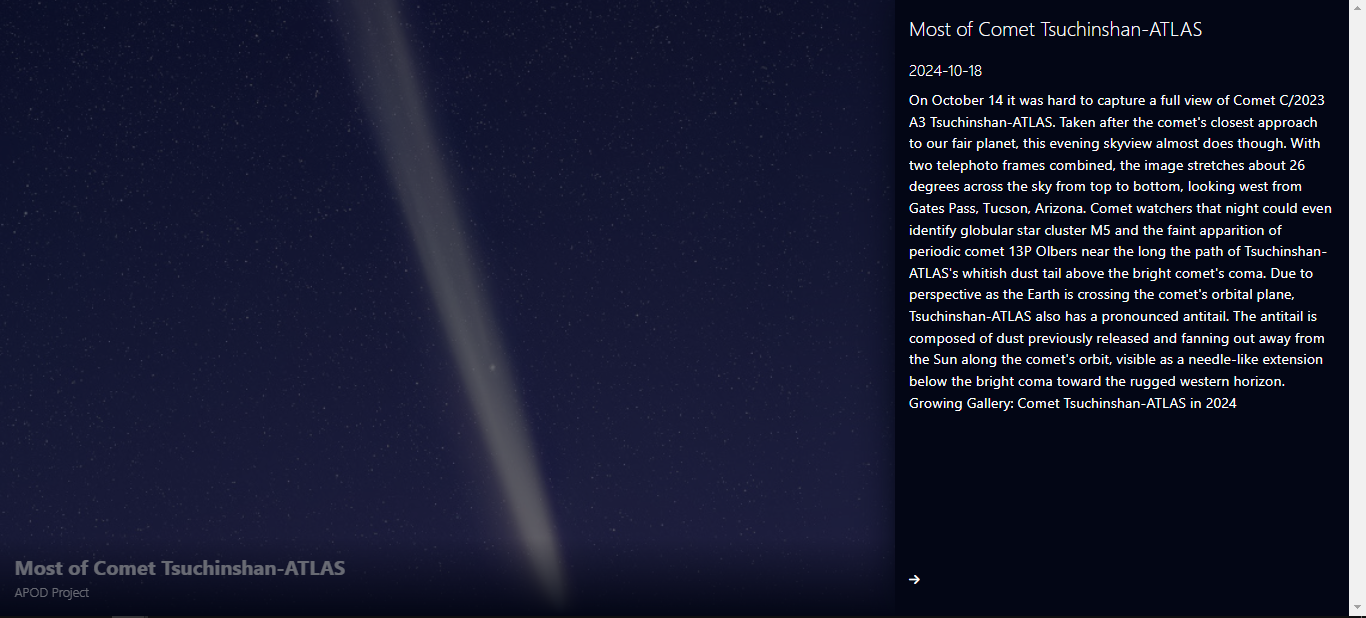 Most of Comet Tsuchinshan-ATLAS
APOD Project
Most of Comet Tsuchinshan-ATLAS
2024-10-18
On October 14 it was hard to capture a full view of Comet C/2023
A3 Tsuchinshan-ATLAS. Taken after the comet's closest approach
to our fair planet, this evening skyview almost does though. With
two telephoto frames combined, the image stretches about 26
degrees across the sky from top to bottom, looking west from
Gates Pass, Tucson, Arizona. Comet watchers that night could even
identify globular star cluster M5 and the faint apparition of
periodic comet 13P Olbers near the long the path of Tsuchinshan-
ATLAS's whitish dust tail above the bright comet's coma. Due to
perspective as the Earth is crossing the comet's orbital plane,
Tsuchinshan-ATLAS also has a pronounced antitail. The antitail is
composed of dust previously released and fanning out away from
the Sun along the comet's orbit, visible as a needle-like extension
below the bright coma toward the rugged western horizon.
Growing Gallery: Comet Tsuchinshan-ATLAS in 2024